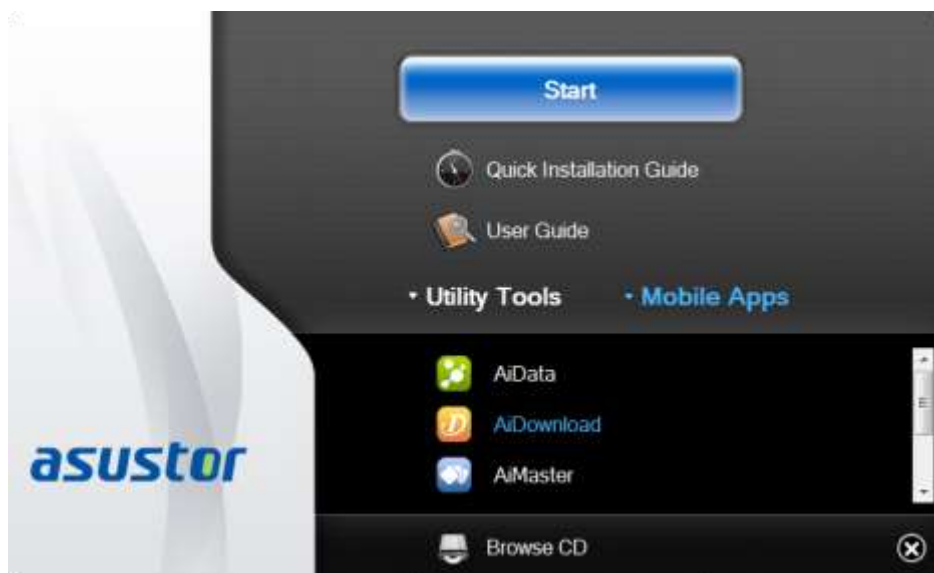 Start
Quick Installation Guide
User Guide
Utility Tools
Mobile Apps
AiData
AiDownload
AiMaster
asustor
Browse CD